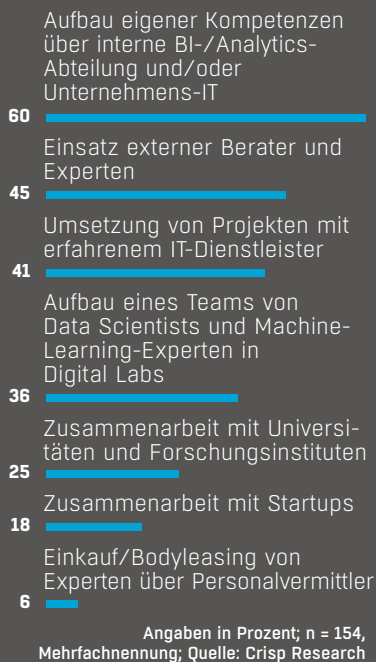 Aufbau eigener Kompetenzen
über interne BI-/Analytics-
Abteilung und/oder
Unternehmens-IT
60
Einsatz externer Berater und
Experten
45
Umsetzung von Projekten mit
erfahrenem IT-Dienstleister
41
Aufbau eines Teams von
Data Scientists und Machine-
Learning-Experten in
Digital Labs
36
Zusammenarbeit mit Universi-
täten und Forschungsinstituten
25
Zusammenarbeit mit Startups
18
Einkauf/Bodyleasing von
Experten über Personalvermittler
6
Angaben in Prozent; n = 154,
Mehrfachnennung; Quelle: Crisp Research